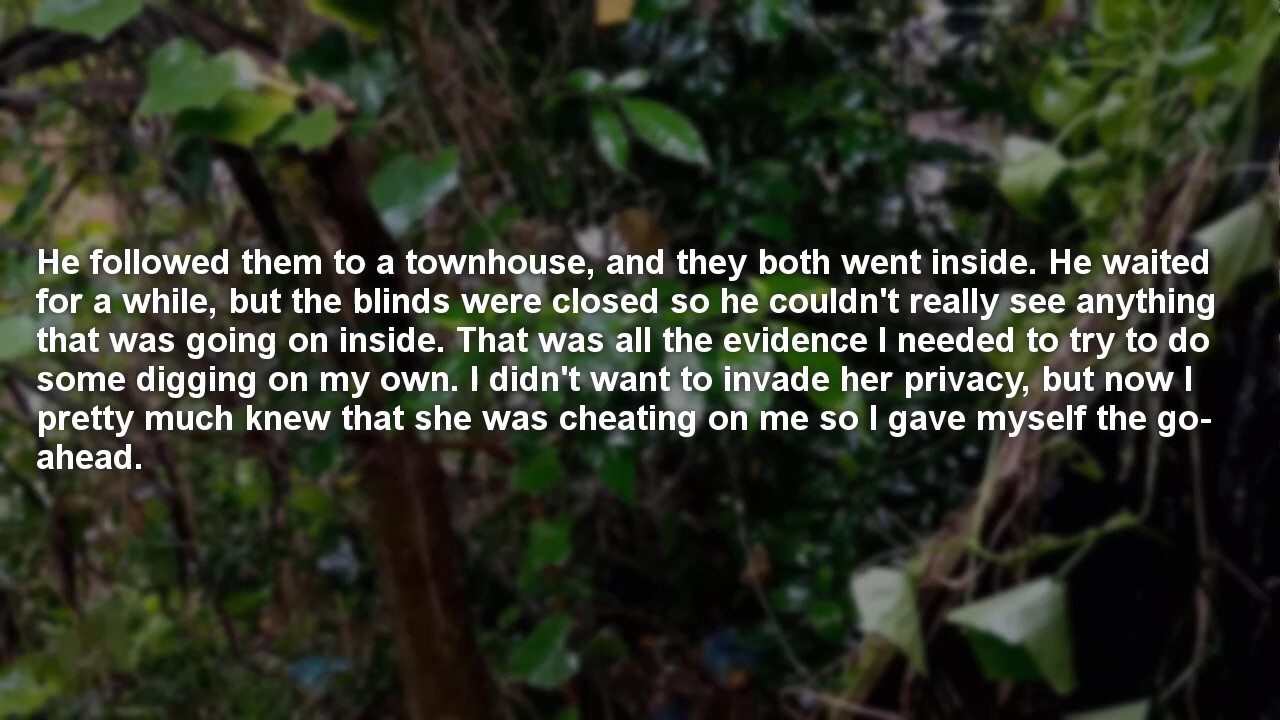 He followed them to a townhouse, and they both went inside. He waited
for a while, but the blinds were closed so he couldn't really see anything
that was going on inside. That was all the evidence I needed to try to do
some digging on my own. I didn't want to invade her privacy, but now I
pretty much knew that she was cheating on me so I gave myself the go-
ahead.